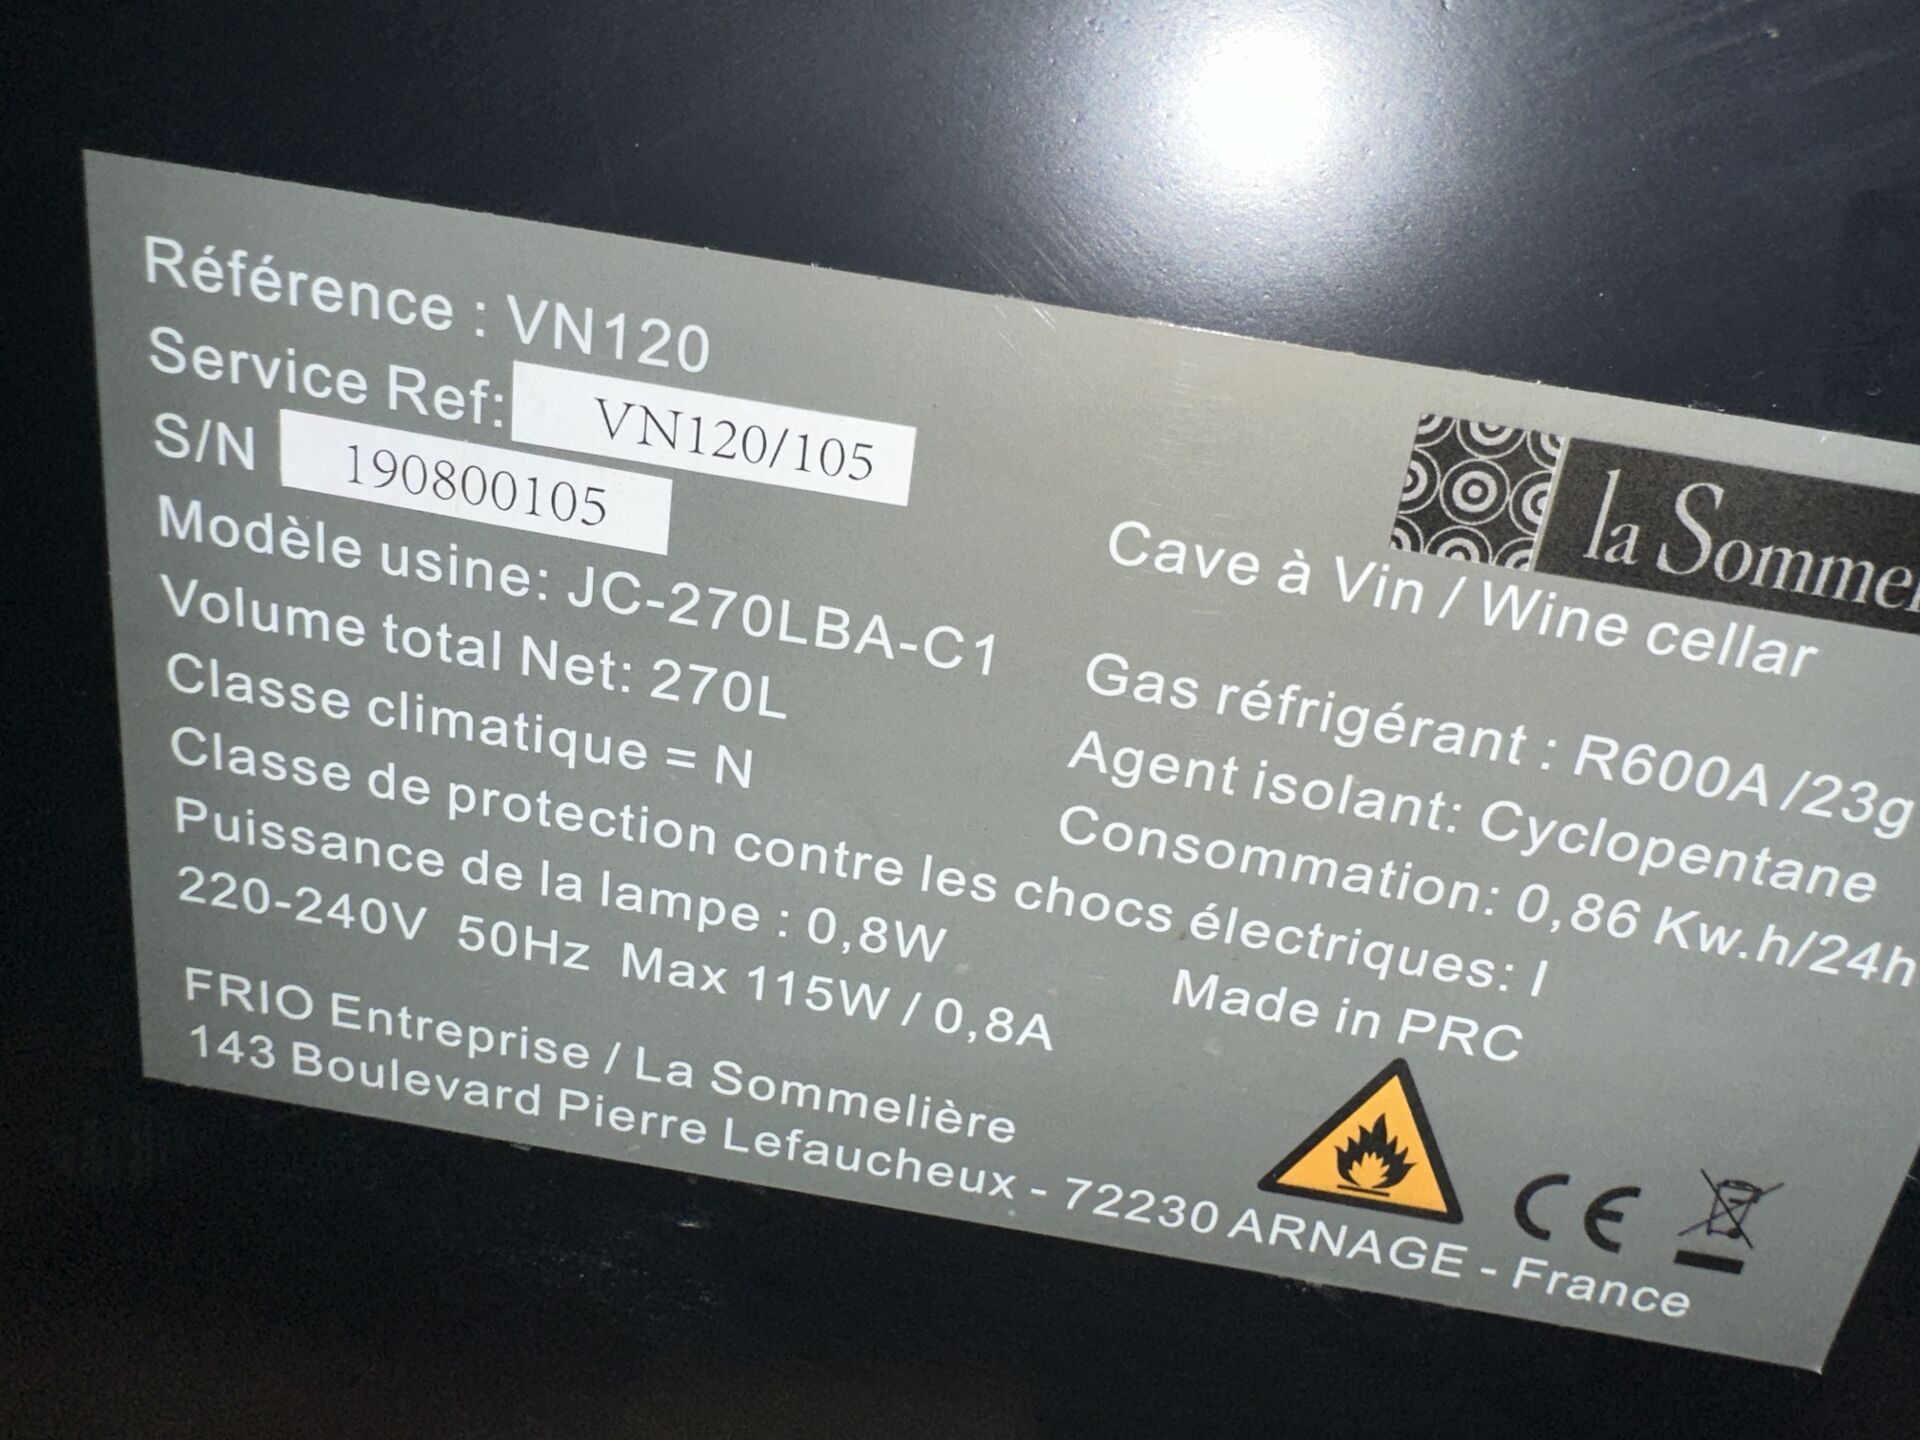 Référence : VN120
Service Ref: VN120/105
S/N 190800105
Modèle usine: JC-270LBA-C1
Volume total Net: 270L
Classe climatique = N
Classe de protection contre les chocs électriques: I
Puissance de la lampe : 0,8W
220-240V 50Hz Max 115W / 0,8A
FRIO Entreprise / La Sommelière
143 Boulevard Pierre Lefaucheux - 72230 ARNAGE - France
la Somme
Cave à Vin / Wine cellar
Gas réfrigérant : R600A /23g
Agent isolant: Cyclopentane
Consommation: 0,86 Kw.h/24h
Made in PRC
CE